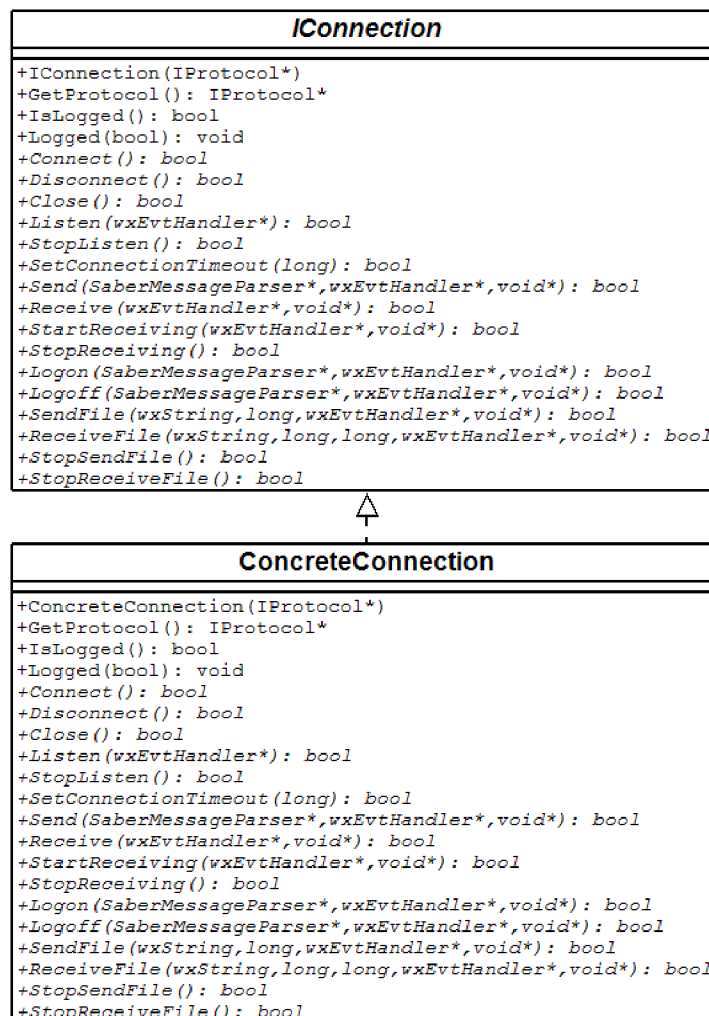 IConnection
+IConnection(IProtocol*)
+GetProtocol(): IProtocol*
+IsLogged(): bool
+Logged(bool): void
+Connect(): bool
+Disconnect(): bool
+Close(): bool
+Listen(wxEvtHandler*): bool
+StopListen(): bool
+SetConnectionTimeout(long): bool
+Send(SaberMessageParser*,wxEvtHandler*,void*): bool
+Receive(wxEvtHandler*,void*): bool
+StartReceiving(wxEvtHandler*,void*): bool
+StopReceiving(): bool
+Logon(SaberMessageParser*,wxEvtHandler*,void*): bool
+Logoff(SaberMessageParser*,wxEvtHandler*,void*): bool
+SendFile(wxString,long,wxEvtHandler*,void*): bool
+ReceiveFile(wxString,long,long,wxEvtHandler*,void*): bool
+StopSendFile(): bool
+StopReceiveFile(): bool
ConcreteConnection
+ConcreteConnection(IProtocol*)
+GetProtocol(): IProtocol*
+IsLogged(): bool
+Logged(bool): void
+Connect(): bool
+Disconnect(): bool
+Close(): bool
+Listen(wxEvtHandler*): bool
+StopListen(): bool
+SetConnectionTimeout(long): bool
+Send(SaberMessageParser*,wxEvtHandler*,void*): bool
+Receive(wxEvtHandler*,void*): bool
+StartReceiving(wxEvtHandler*,void*): bool
+StopReceiving(): bool
+Logon(SaberMessageParser*,wxEvtHandler*,void*): bool
+Logoff(SaberMessageParser*,wxEvtHandler*,void*): bool
+SendFile(wxString,long,wxEvtHandler*,void*): bool
+ReceiveFile(wxString,long,long,wxEvtHandler*,void*): bool
+StopSendFile(): bool
+StopReceiveFile(): bool